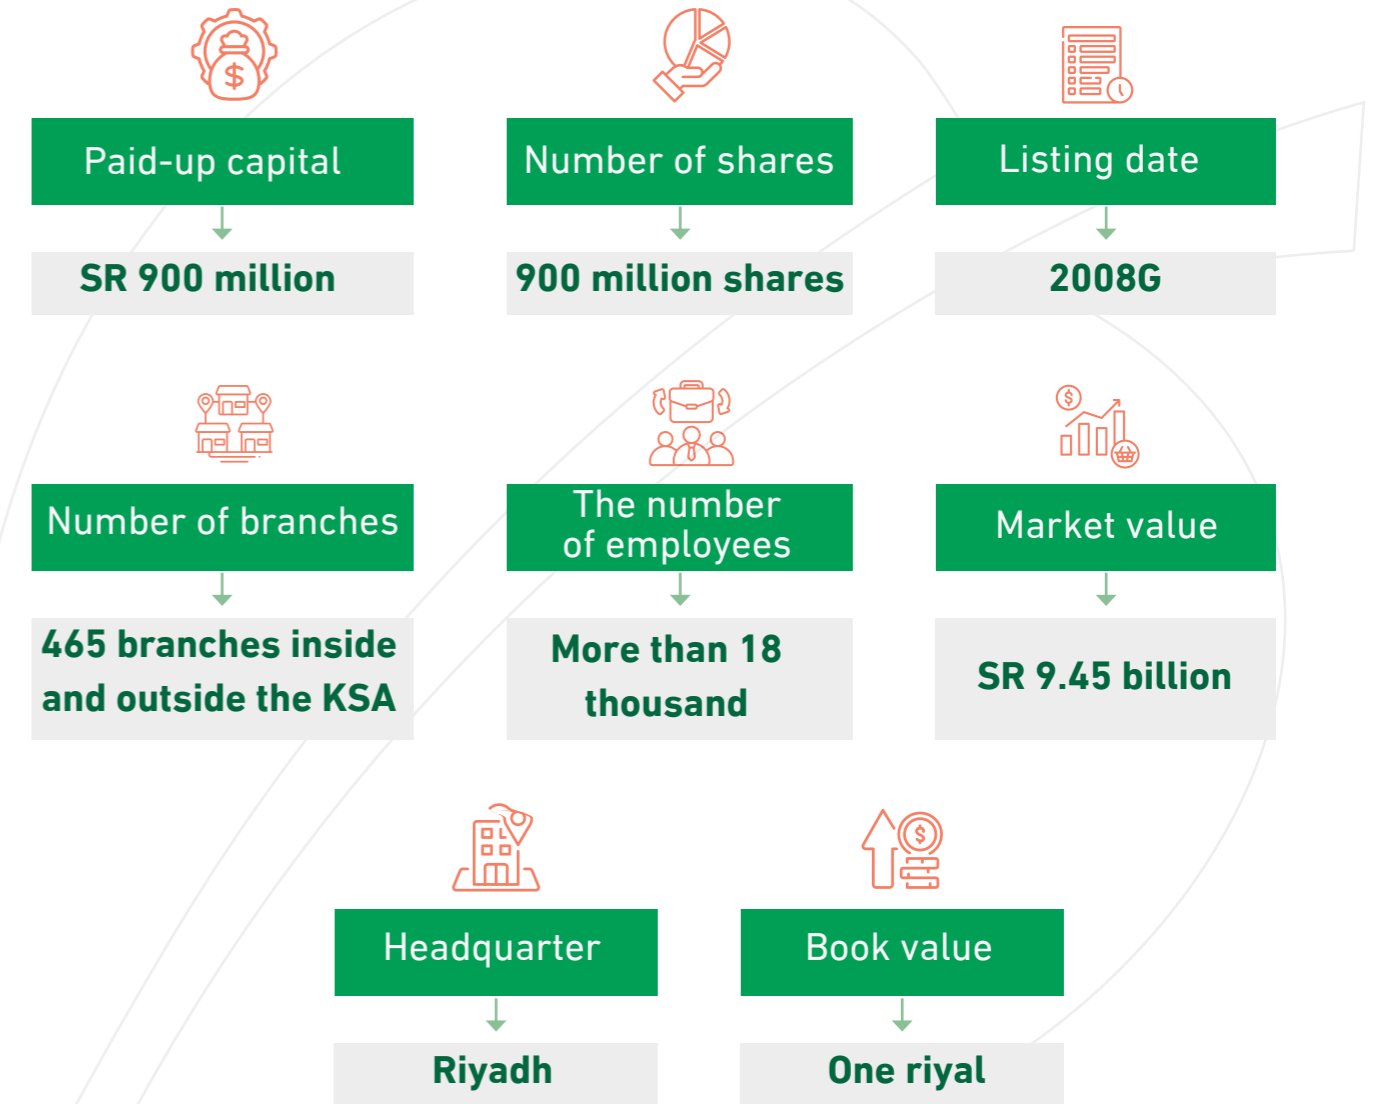 Paid-up capital
SR 900 million
Number of shares
900 million shares
Listing date
2008G
Number of branches
465 branches inside
and outside the KSA
The number
of employees
More than 18
thousand
Market value
SR 9.45 billion
Headquarter
Riyadh
Book value
One riyal